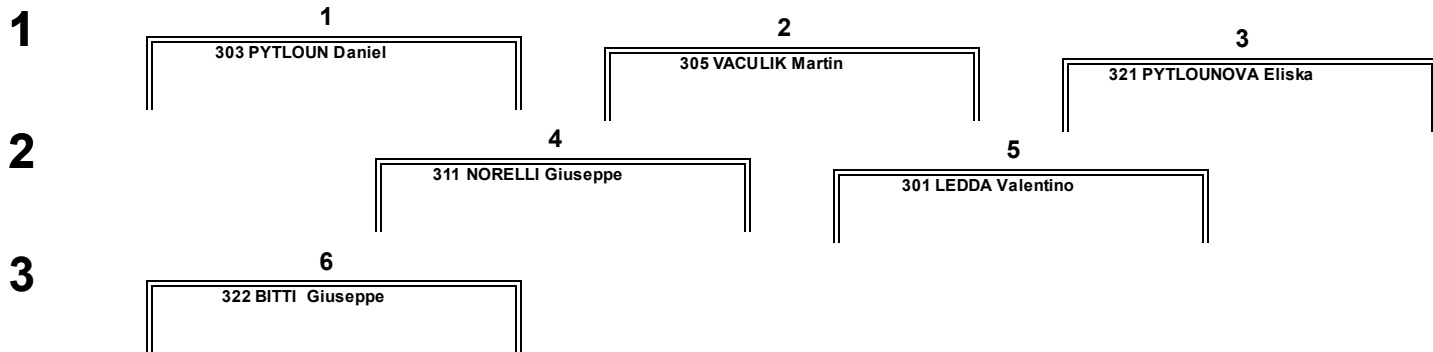 1
1 2 3
303 PYTLOUN Daniel
305 VACULIK Martin
321 PYTLOUNOVA Eliska
2
4 5
311 NORELLI Giuseppe
301 LEDDA Valentino
3
6
322 BITTI Giuseppe